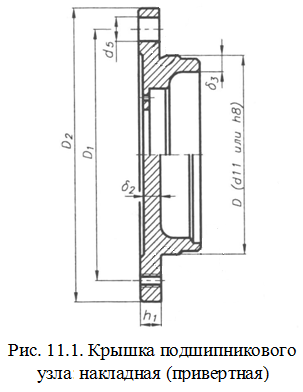 d5
δ3
D2
D1
δ2
D (d11 или h8)
h1
Рис. 11.1. Крышка подшипникового
узла накладная (привертная)